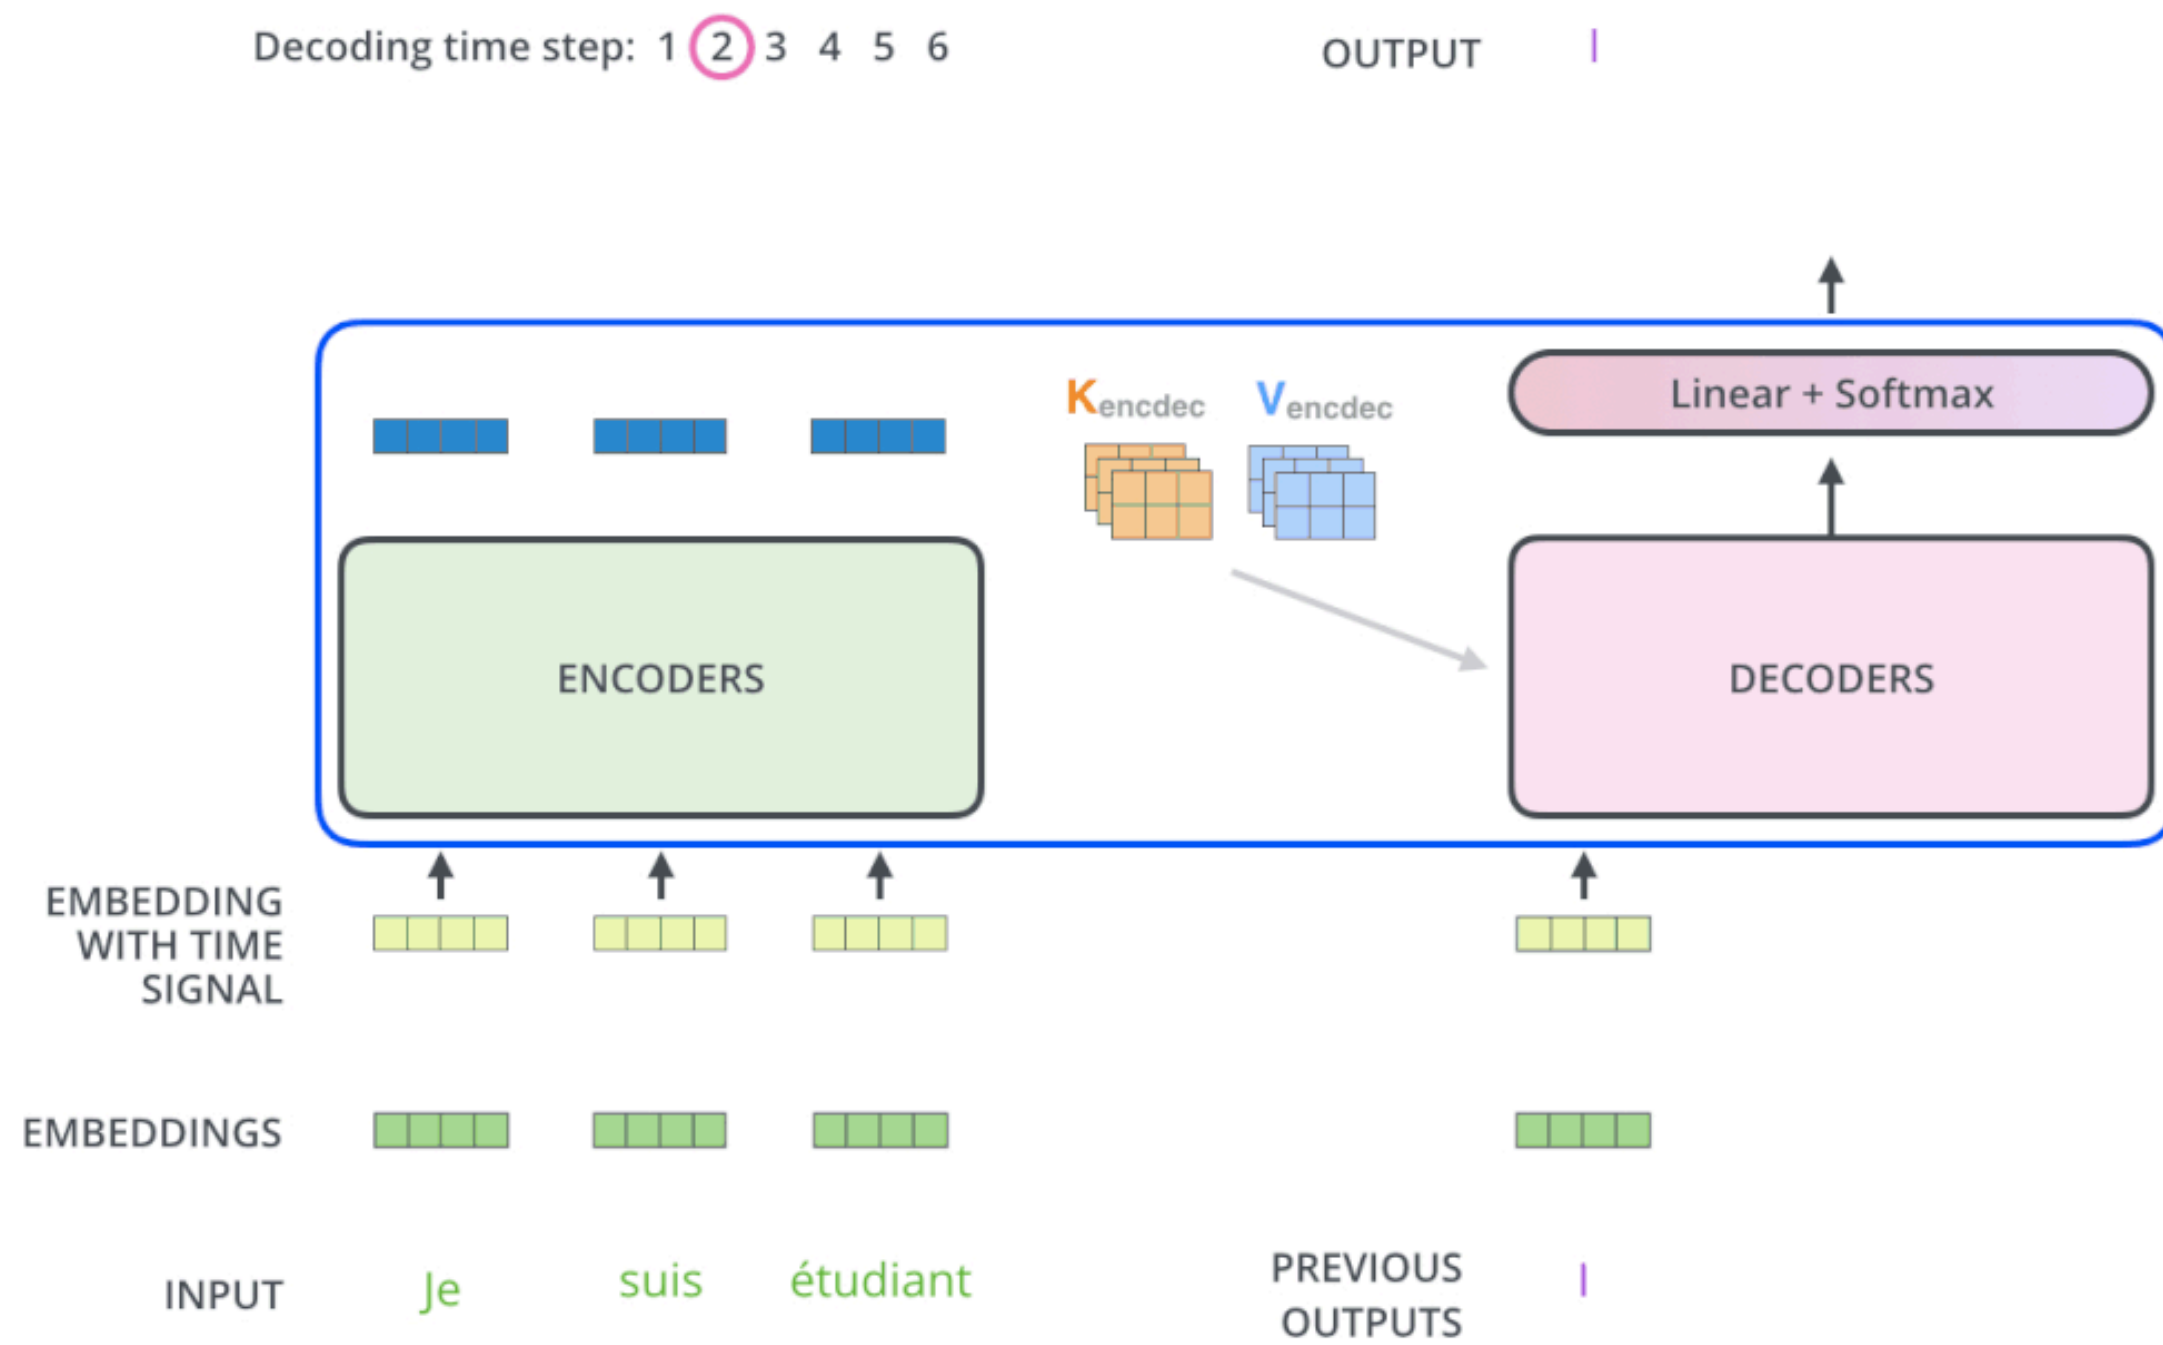 Decoding time step: 1 2 3 4 5 6
OUTPUT I
Kencdec Vencdec
Linear + Softmax
ENCODERS
DECODERS
EMBEDDING
WITH TIME
SIGNAL
EMBEDDINGS
INPUT Je suis étudiant
PREVIOUS
OUTPUTS
I